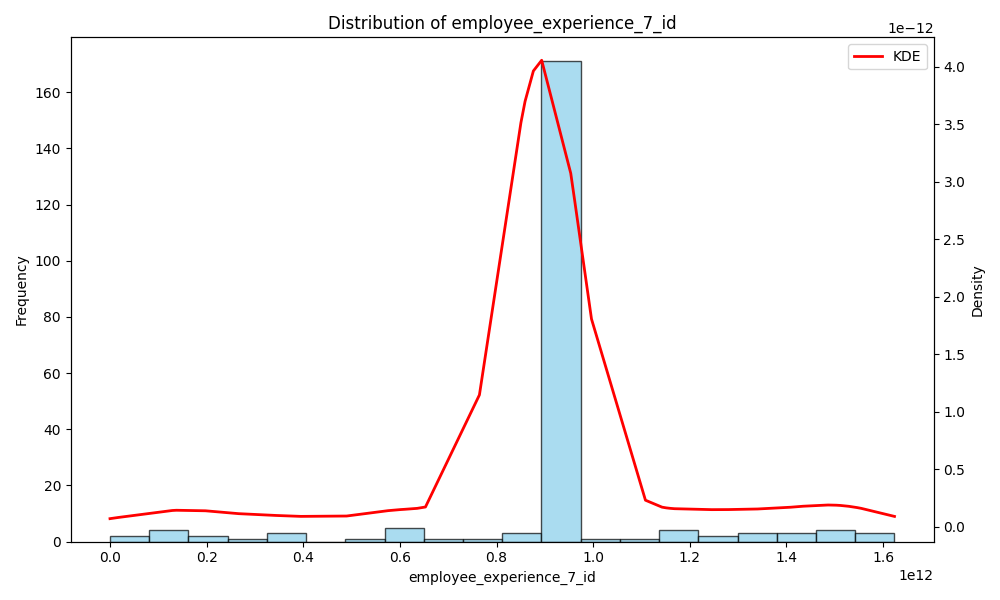 Distribution of employee_experience_7_id
1e−12
KDE
Frequency
0
20
40
60
80
100
120
140
160
Density
0.0
0.5
1.0
1.5
2.0
2.5
3.0
3.5
4.0
0.0 0.2 0.4 0.6 0.8 1.0 1.2 1.4 1.6
employee_experience_7_id
1e12